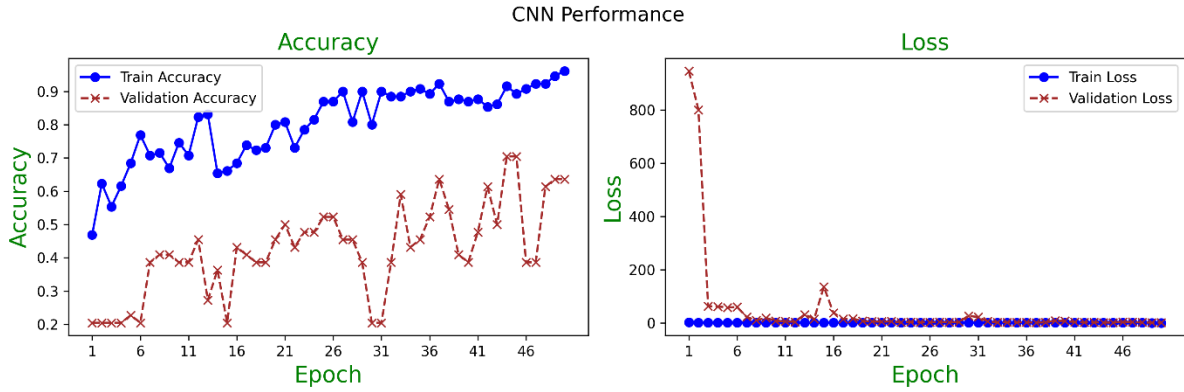 CNN Performance
Accuracy
Train Accuracy
Validation Accuracy
0.9
0.8
0.7
0.6
0.5
0.4
0.3
0.2
Accuracy
1 6 11 16 21 26 31 36 41 46
Epoch
Loss
Train Loss
Validation Loss
800
600
400
200
0
Loss
1 6 11 16 21 26 31 36 41 46
Epoch